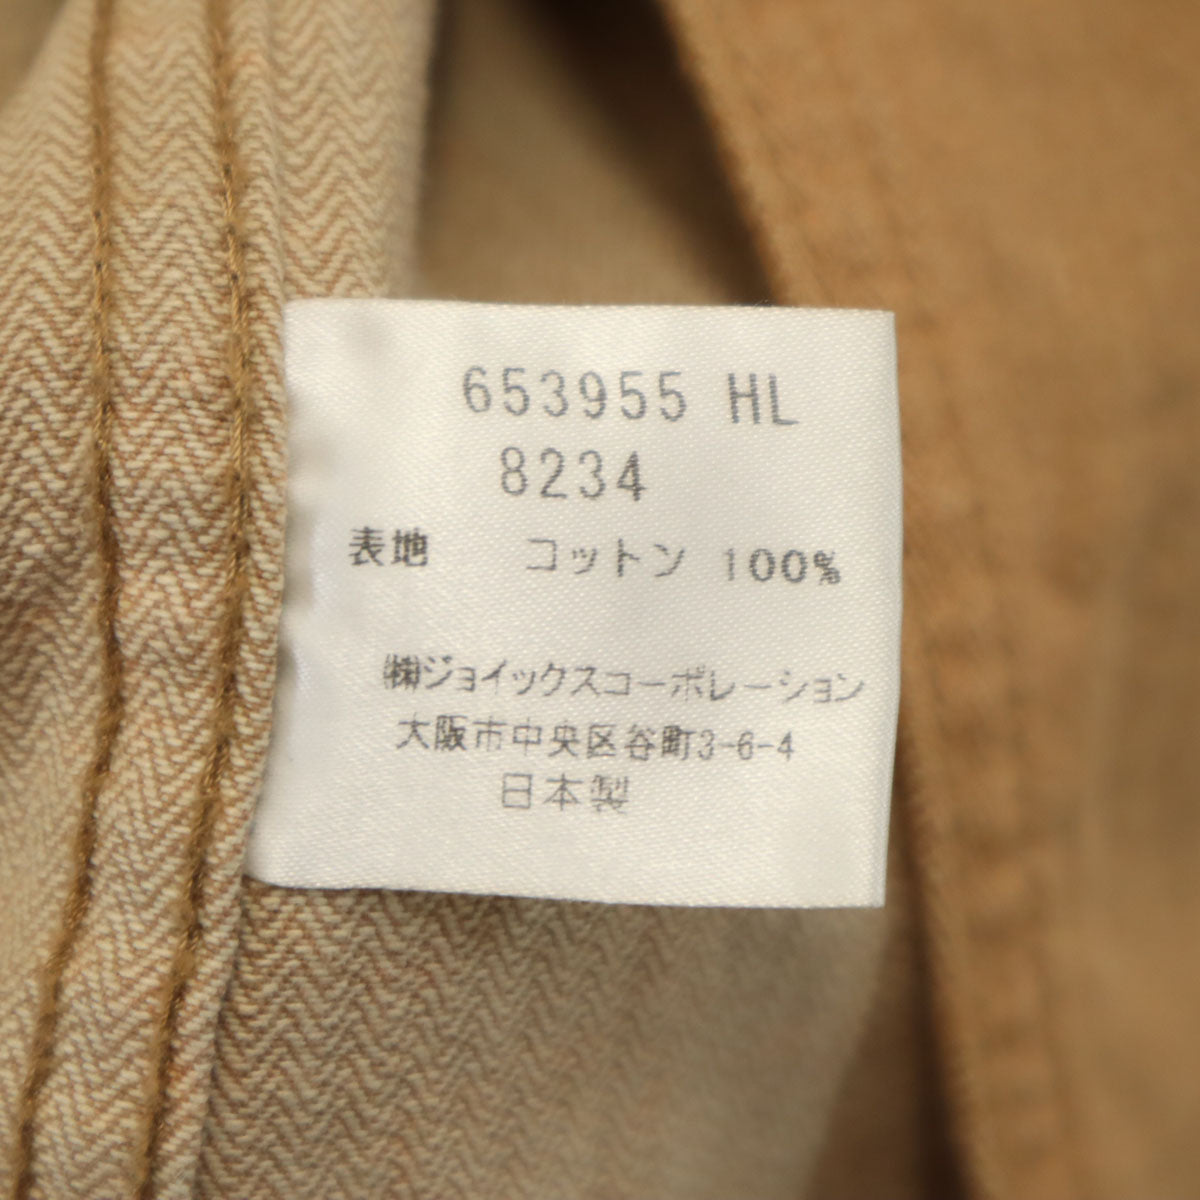 653955 HL
8234
表地 コットン 100%
㈱ジョイックスコーポレーション
大阪市中央区谷町3-6-4
日本製